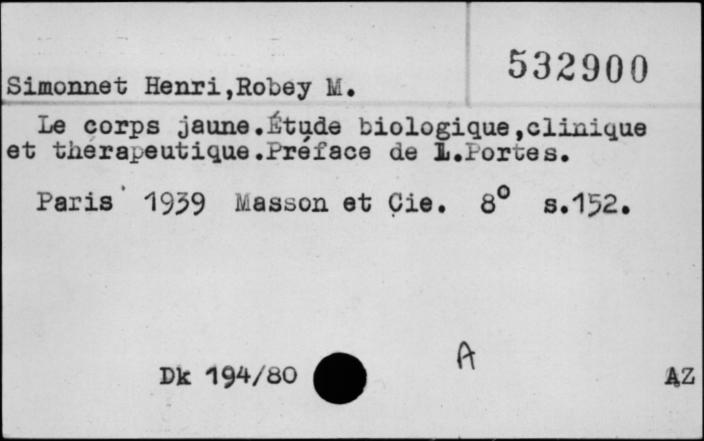 532900
Simonnet Henri,Robey M.
Le corps jaune.Étude biologique,clinique
et thérapeutique.Préface de L.Portes.
Paris 1939 Masson et Cie. 8° s.152.
A
Dk 194/80
AZ